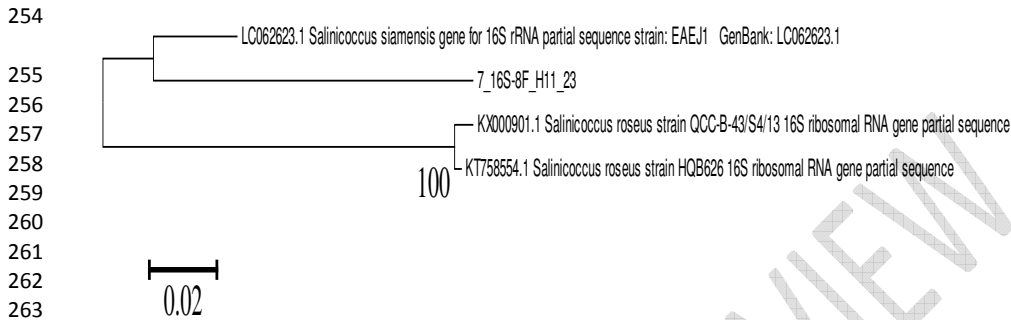 254
LC062623.1 Salinicoccus siamensis gene for 16S rRNA partial sequence strain: EAEJ1 GenBank: LC062623.1
255
7_16S-8F_H11_23
256
257
KX000901.1 Salinicoccus roseus strain QCC-B-43/S4/13 16S ribosomal RNA gene partial sequence
258
KT758554.1 Salinicoccus roseus strain HQB626 16S ribosomal RNA gene partial sequence
100
259
260
261
262
0.02
263
VIEW